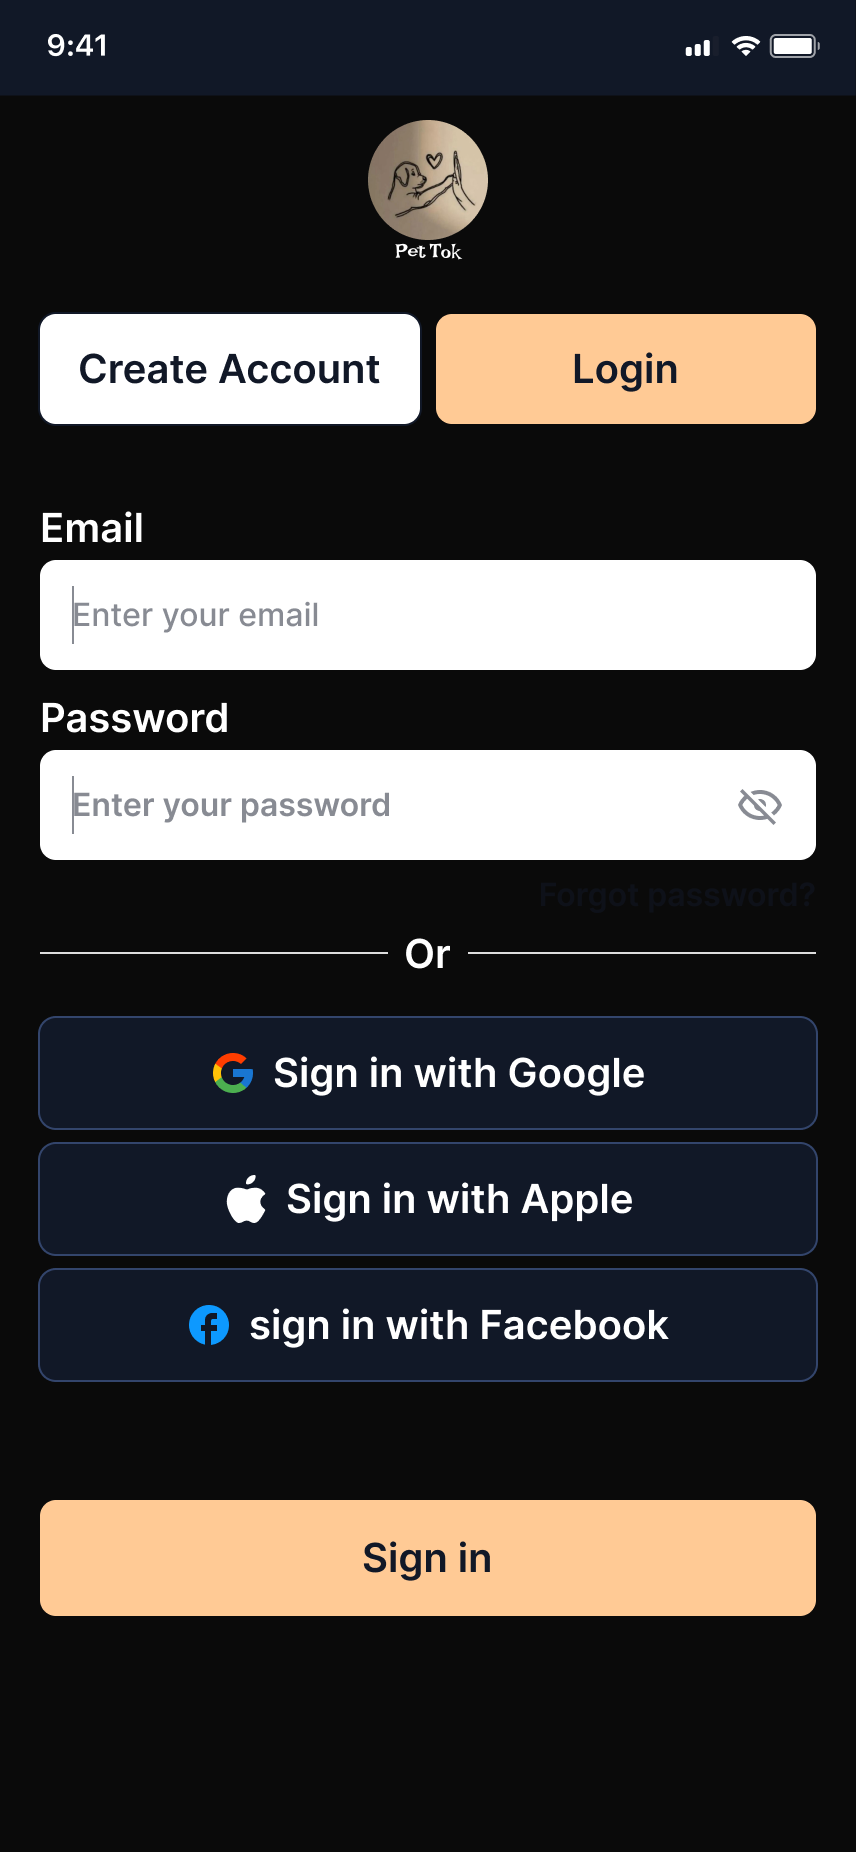 9:41
Pet Tok
Create Account
Login
Email
Enter your email
Password
Enter your password
Forgot password?
Or
Sign in with Google
Sign in with Apple
sign in with Facebook
Sign in